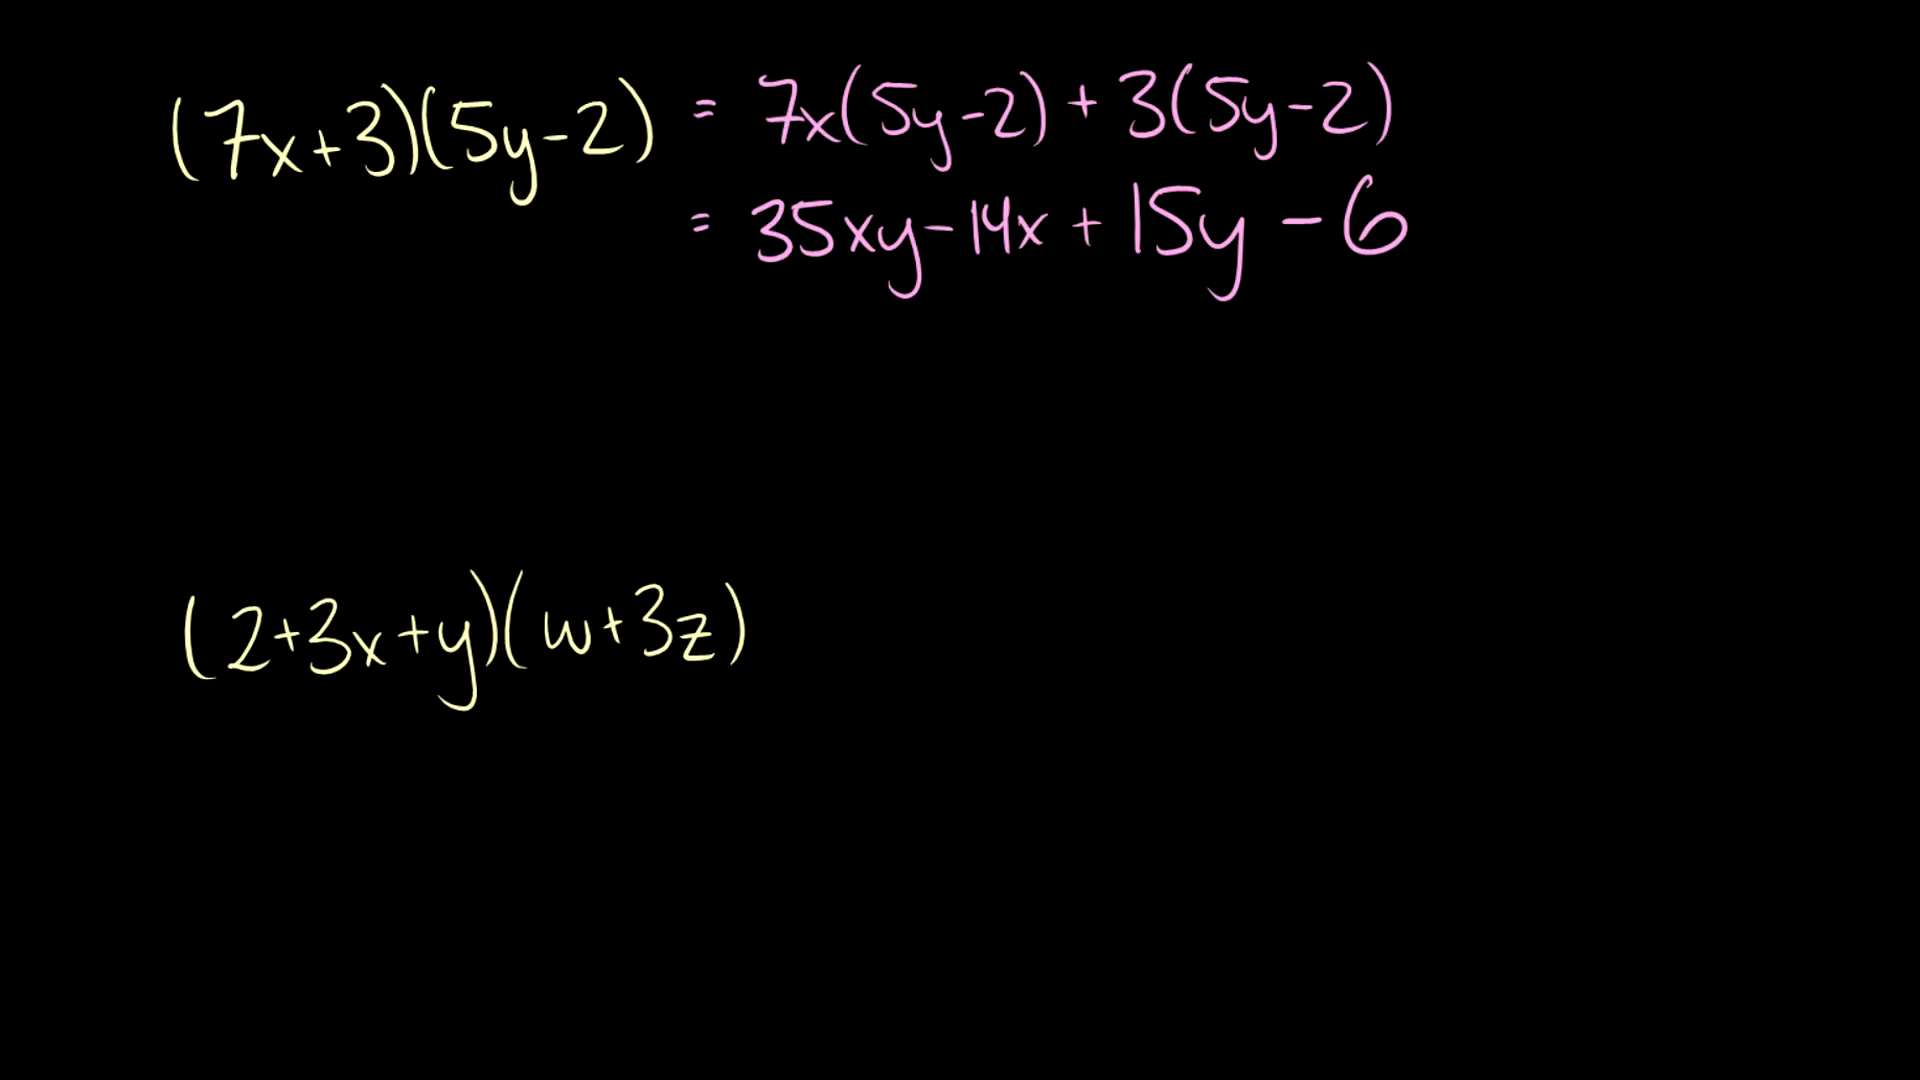 (7x+3)(5y-2) = 7x(5y-2) + 3(5y-2)
= 35xy-14x + 15y - 6
(2+3x+y)(w+3z)